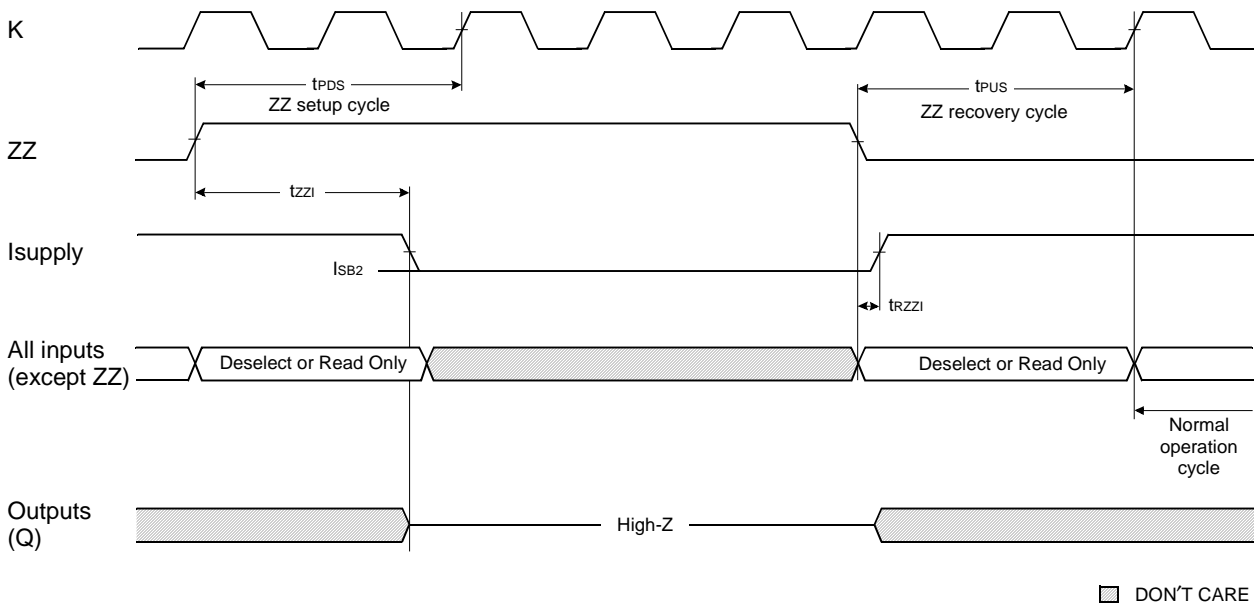 K
tPDS
ZZ setup cycle
tPUS
ZZ recovery cycle
ZZ
tZZI
Isupply
ISB2
tRZZI
All inputs
(except ZZ)
Deselect or Read Only
Deselect or Read Only
Normal
operation
cycle
Outputs
(Q)
High-Z
DON'T CARE